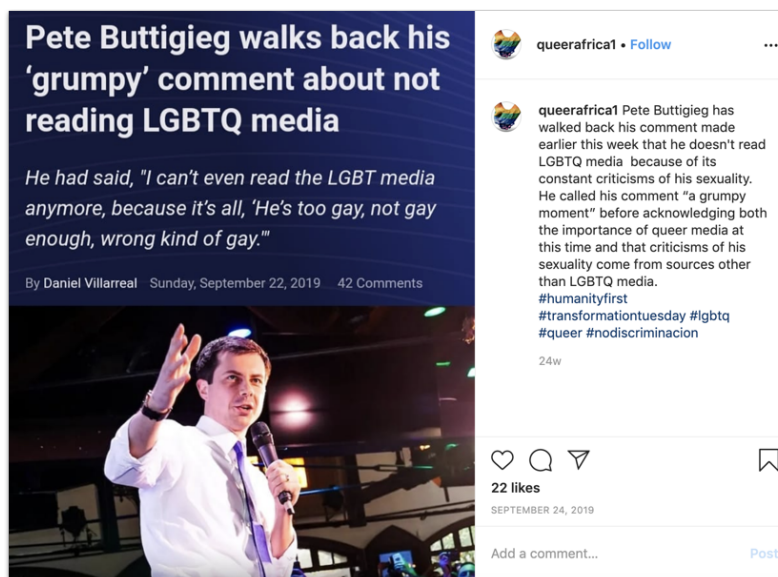 Pete Buttigieg walks back his
‘grumpy’ comment about not
reading LGBTQ media
He had said, "I can’t even read the LGBT media
anymore, because it’s all, ‘He’s too gay, not gay
enough, wrong kind of gay.’"
By Daniel Villarreal Sunday, September 22, 2019 42 Comments
queerafrica1 • Follow
queerafrica1 Pete Buttigieg has
walked back his comment made
earlier this week that he doesn't read
LGBTQ media because of its
constant criticisms of his sexuality.
He called his comment “a grumpy
moment” before acknowledging both
the importance of queer media at
this time and that criticisms of his
sexuality come from sources other
than LGBTQ media.
#humanityfirst
#transformationtuesday #lgbtq
#queer #nodiscriminacion
24w
22 likes
SEPTEMBER 24, 2019
Add a comment...
Post